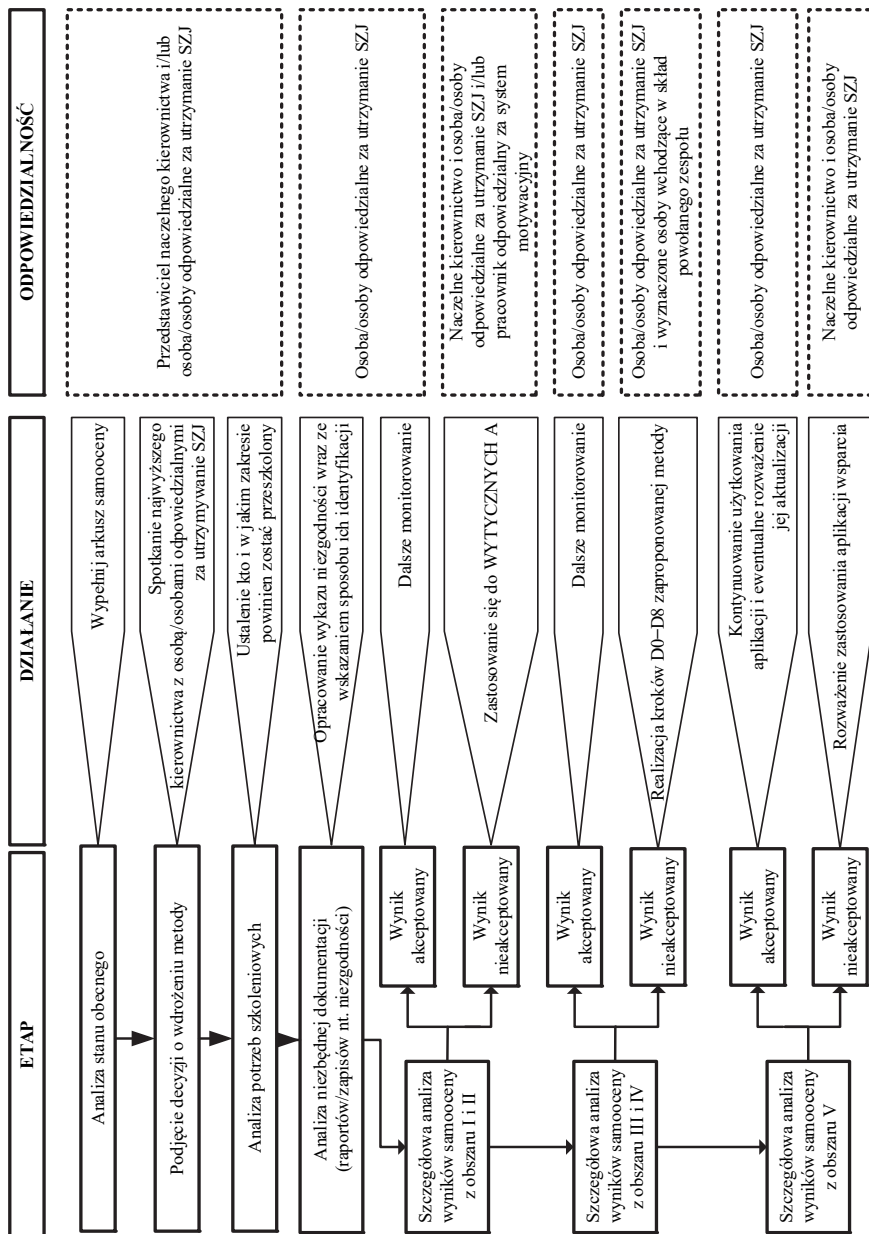 ETAP
DZIAŁANIE
ODPOWIEDZIALNOŚĆ
Analiza stanu obecnego
Wypełnij arkusz samooceny
Przedstawiciel naczelnego kierownictwa i/lub
osoba/osoby odpowiedzialne za utrzymanie SZJ
Podjęcie decyzji o wdrożeniu metody
Spotkanie najwyższego
kierownictwa z osobą/osobami odpowiedzialnymi
za utrzymywanie SZJ
Analiza potrzeb szkoleniowych
Ustalenie kto i w jakim zakresie
powinien zostać przeszkolony
Analiza niezbędnej dokumentacji
(raportów/zapisów nt. niezgodności)
Opracowanie wykazu niezgodności wraz ze
wskazaniem sposobu ich identyfikacji
Osoba/osoby odpowiedzialne za utrzymanie SZJ
Szczegółowa analiza
wyników samooceny
z obszaru I i II
Wynik
akceptowany
Dalsze monitorowanie
Wynik
nieakceptowany
Zastosowanie się do WYTYCZNYCH A
Naczelne kierownictwo i osoba/osoby
odpowiedzialne za utrzymanie SZJ i/lub
pracownik odpowiedzialny za system
motywacyjny
Szczegółowa analiza
wyników samooceny
z obszaru III i IV
Wynik
akceptowany
Dalsze monitorowanie
Osoba/osoby odpowiedzialne za utrzymanie SZJ
Wynik
nieakceptowany
Realizacja kroków D0–D8 zaproponowanej metody
Osoba/osoby odpowiedzialne za utrzymanie SZJ
i wyznaczone osoby wchodzące w skład
powołanego zespołu
Szczegółowa analiza
wyników samooceny
z obszaru V
Wynik
akceptowany
Kontynuowanie użytkowania
aplikacji i ewentualne rozważenie
jej aktualizacji
Osoba/osoby odpowiedzialne za utrzymanie SZJ
Wynik
nieakceptowany
Rozważenie zastosowania aplikacji wsparcia
Naczelne kierownictwo i osoba/osoby
odpowiedzialne za utrzymanie SZJ